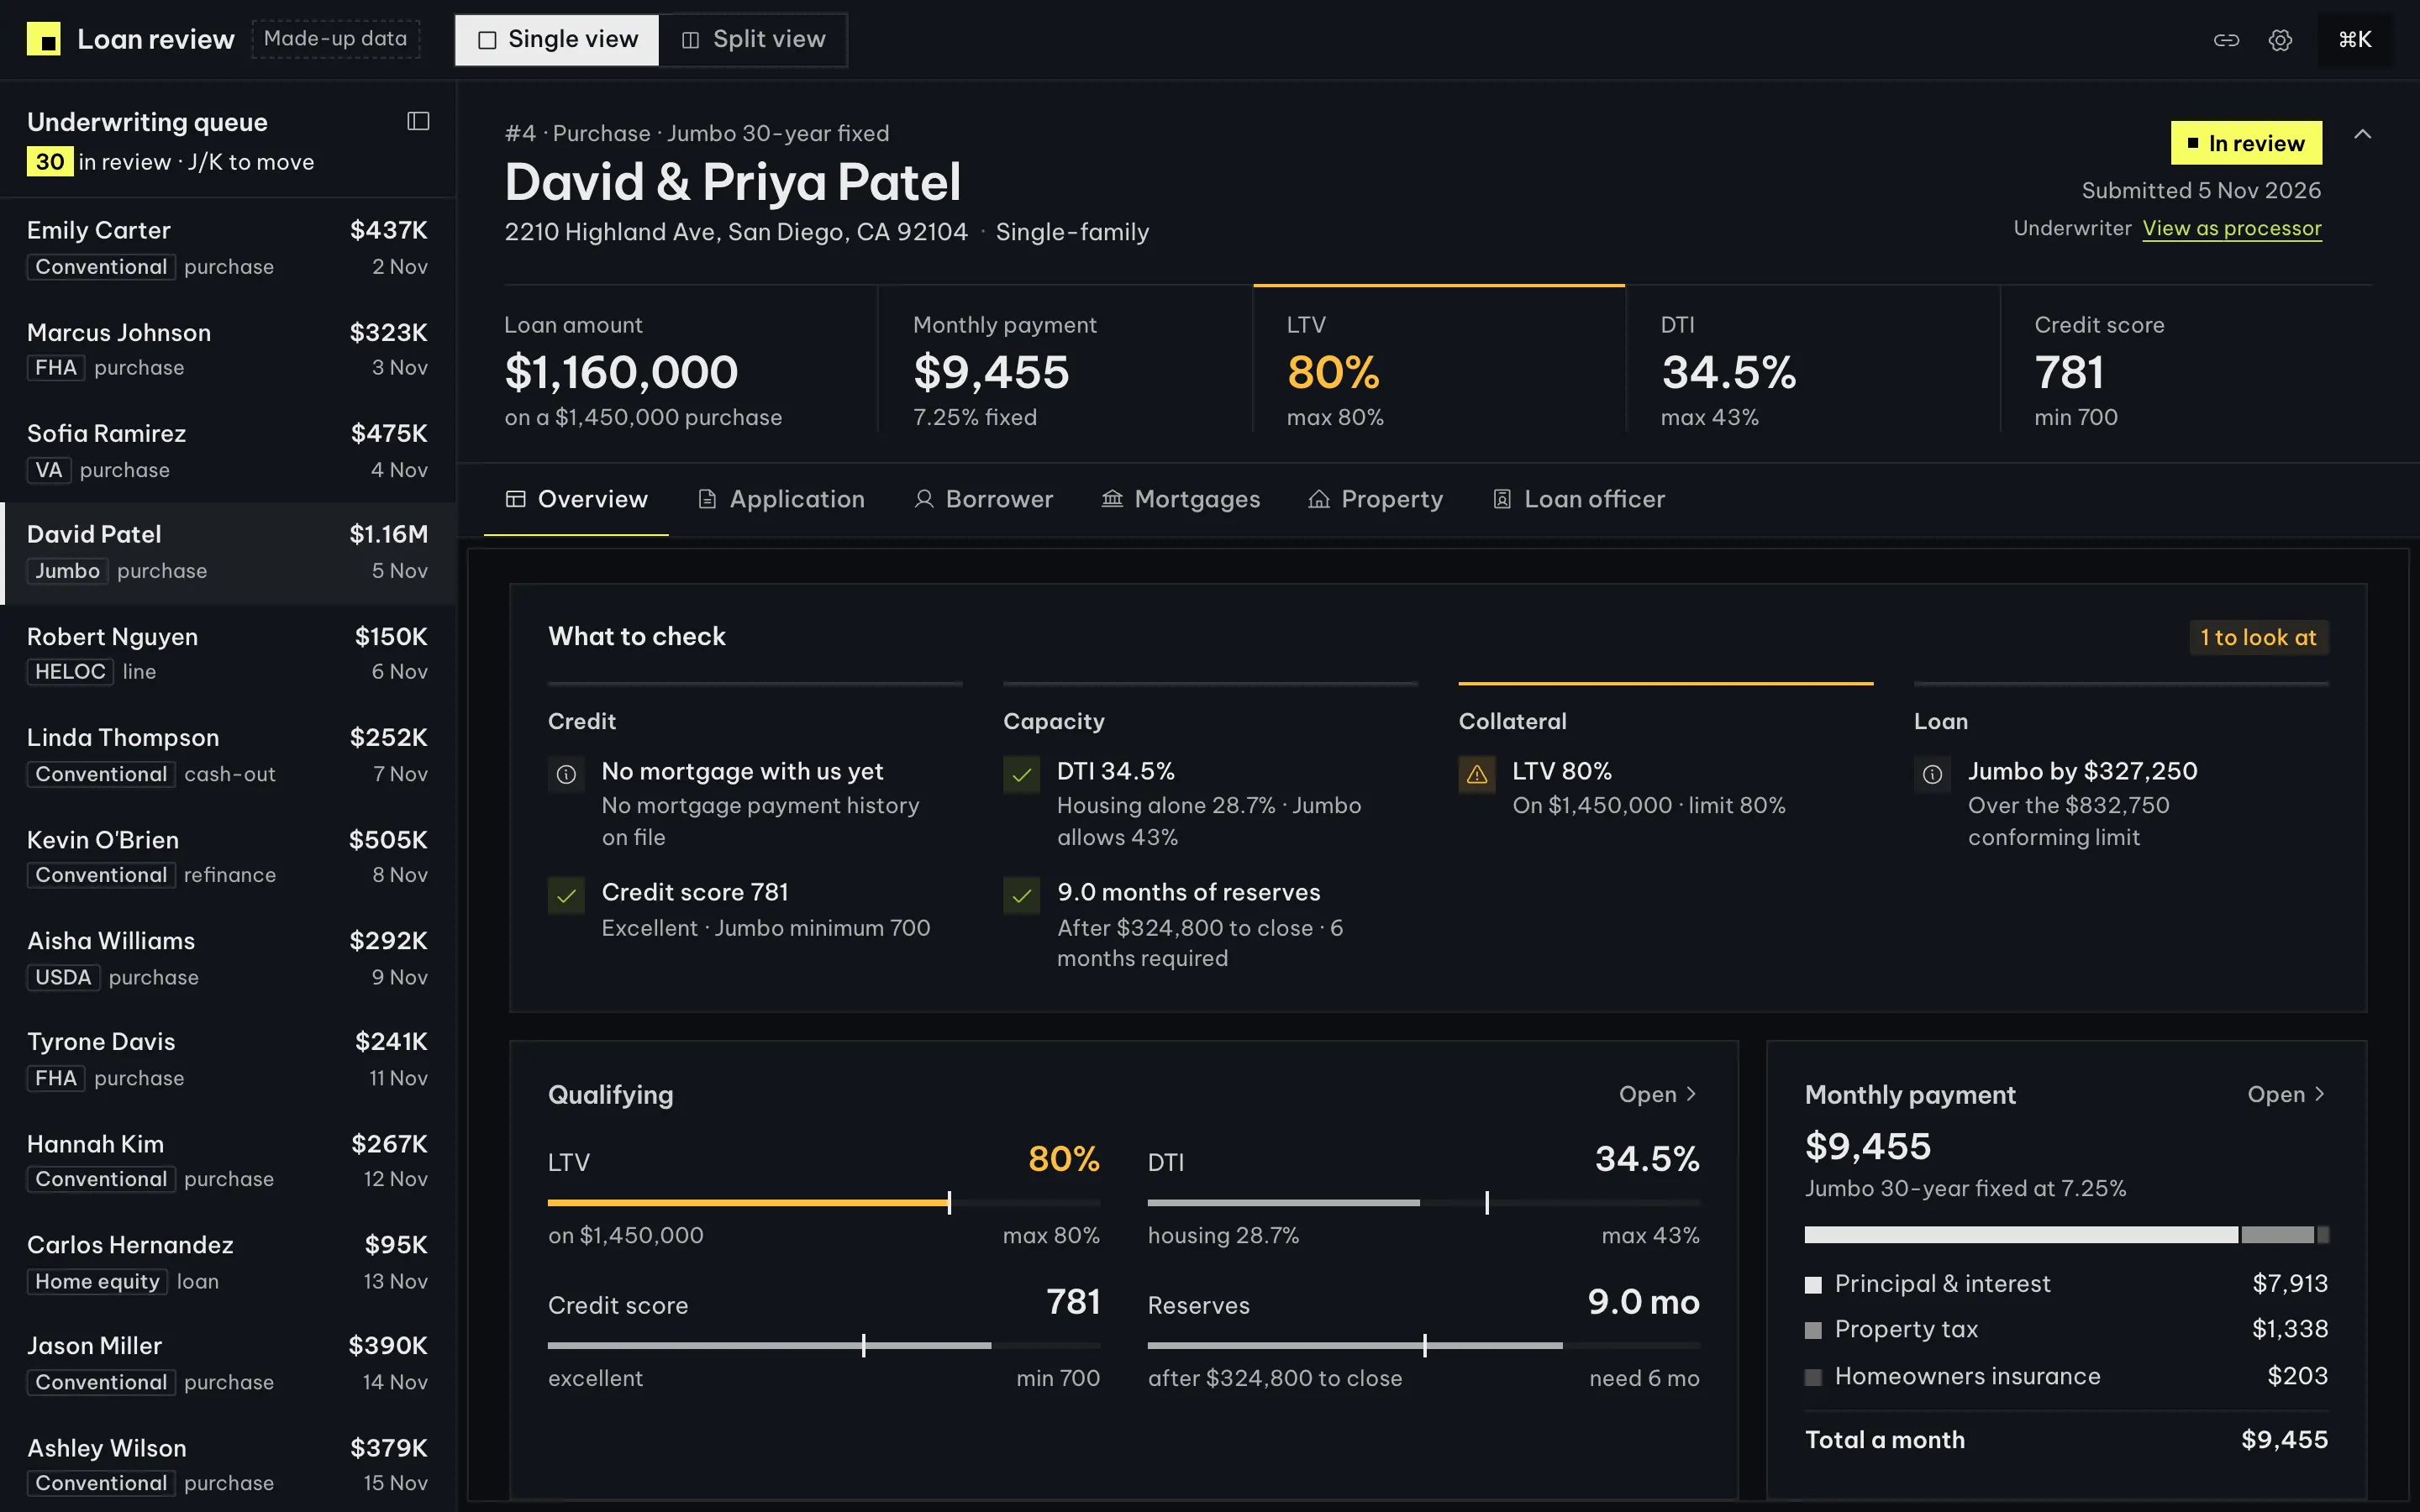 Loan review
Made-up data
Single view
Split view
⌘K
Underwriting queue
30 in review · J/K to move
Emily Carter $437K
Conventional purchase 2 Nov
Marcus Johnson $323K
FHA purchase 3 Nov
Sofia Ramirez $475K
VA purchase 4 Nov
David Patel $1.16M
Jumbo purchase 5 Nov
Robert Nguyen $150K
HELOC line 6 Nov
Linda Thompson $252K
Conventional cash-out 7 Nov
Kevin O'Brien $505K
Conventional refinance 8 Nov
Aisha Williams $292K
USDA purchase 9 Nov
Tyrone Davis $241K
FHA purchase 11 Nov
Hannah Kim $267K
Conventional purchase 12 Nov
Carlos Hernandez $95K
Home equity loan 13 Nov
Jason Miller $390K
Conventional purchase 14 Nov
Ashley Wilson $379K
Conventional purchase 15 Nov
#4 · Purchase · Jumbo 30-year fixed
David & Priya Patel
2210 Highland Ave, San Diego, CA 92104 · Single-family
In review
Submitted 5 Nov 2026
Underwriter View as processor
Loan amount
$1,160,000
on a $1,450,000 purchase
Monthly payment
$9,455
7.25% fixed
LTV
80%
max 80%
DTI
34.5%
max 43%
Credit score
781
min 700
Overview
Application
Borrower
Mortgages
Property
Loan officer
What to check
1 to look at
Credit
No mortgage with us yet
No mortgage payment history
on file
Credit score 781
Excellent · Jumbo minimum 700
Capacity
DTI 34.5%
Housing alone 28.7% · Jumbo
allows 43%
9.0 months of reserves
After $324,800 to close · 6
months required
Collateral
LTV 80%
On $1,450,000 · limit 80%
Loan
Jumbo by $327,250
Over the $832,750
conforming limit
Qualifying
Open
LTV 80%
on $1,450,000 max 80%
DTI 34.5%
housing 28.7% max 43%
Credit score 781
excellent min 700
Reserves 9.0 mo
after $324,800 to close need 6 mo
Monthly payment
Open
$9,455
Jumbo 30-year fixed at 7.25%
Principal & interest $7,913
Property tax $1,338
Homeowners insurance $203
Total a month $9,455